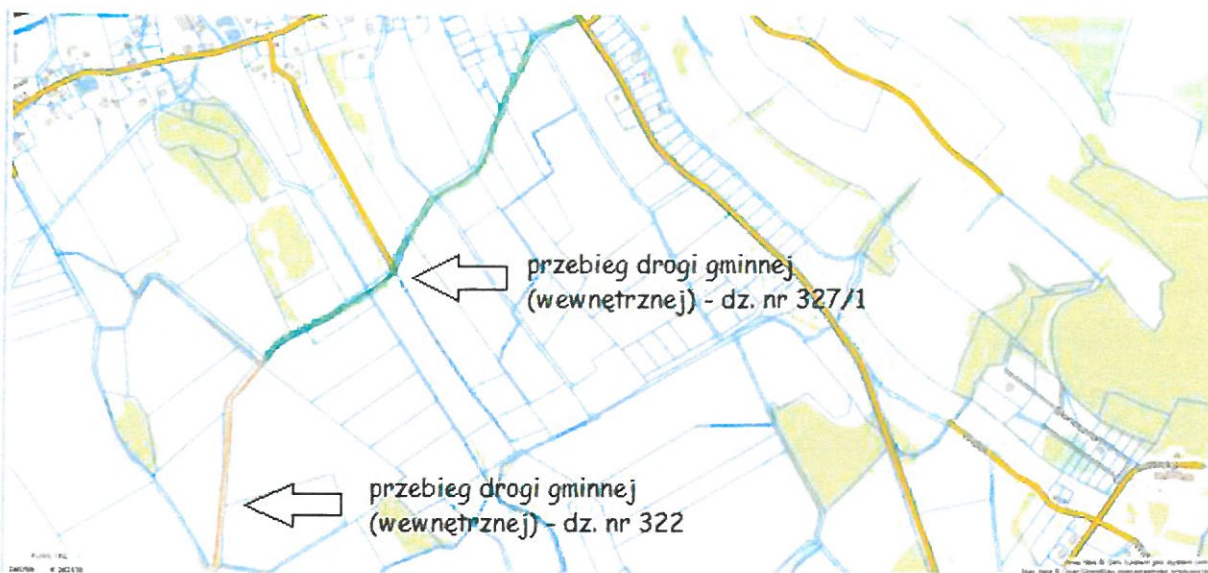 przebieg drogi gminnej
(wewnętrznej) - dz. nr 327/1
przebieg drogi gminnej
(wewnętrznej) - dz. nr 322